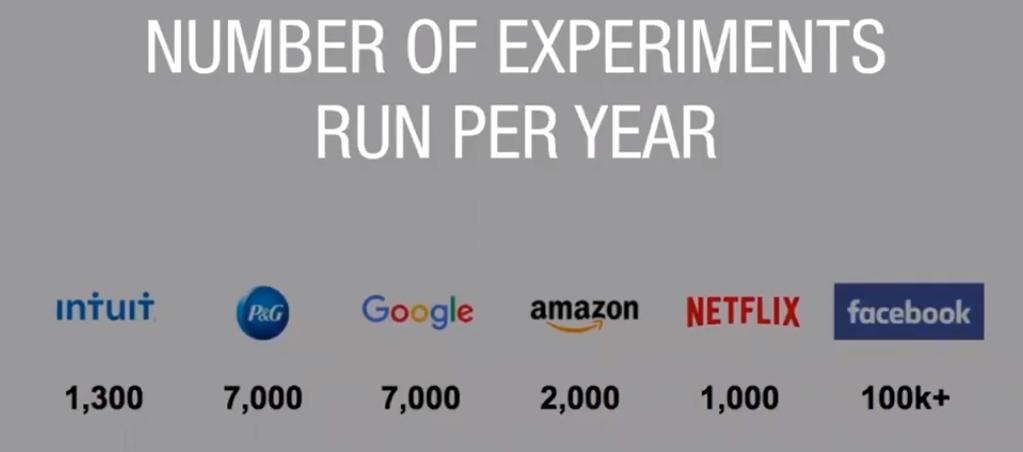 NUMBER OF EXPERIMENTS
RUN PER YEAR
intuit P&G Google amazon NETFLIX facebook
1,300 7,000 7,000 2,000 1,000 100k+